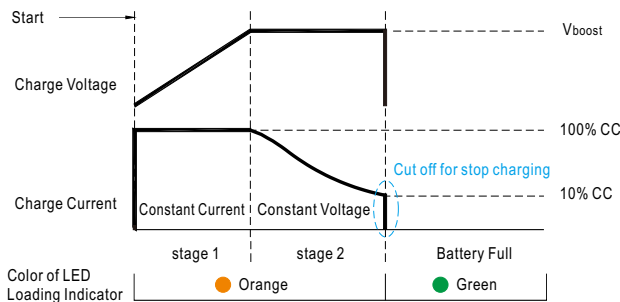 Start
Vboost
Charge Voltage
100% CC
Cut off for stop charging
Charge Current
10% CC
Constant Current
Constant Voltage
stage 1
stage 2
Battery Full
Color of LED
Loading Indicator
Orange
Green